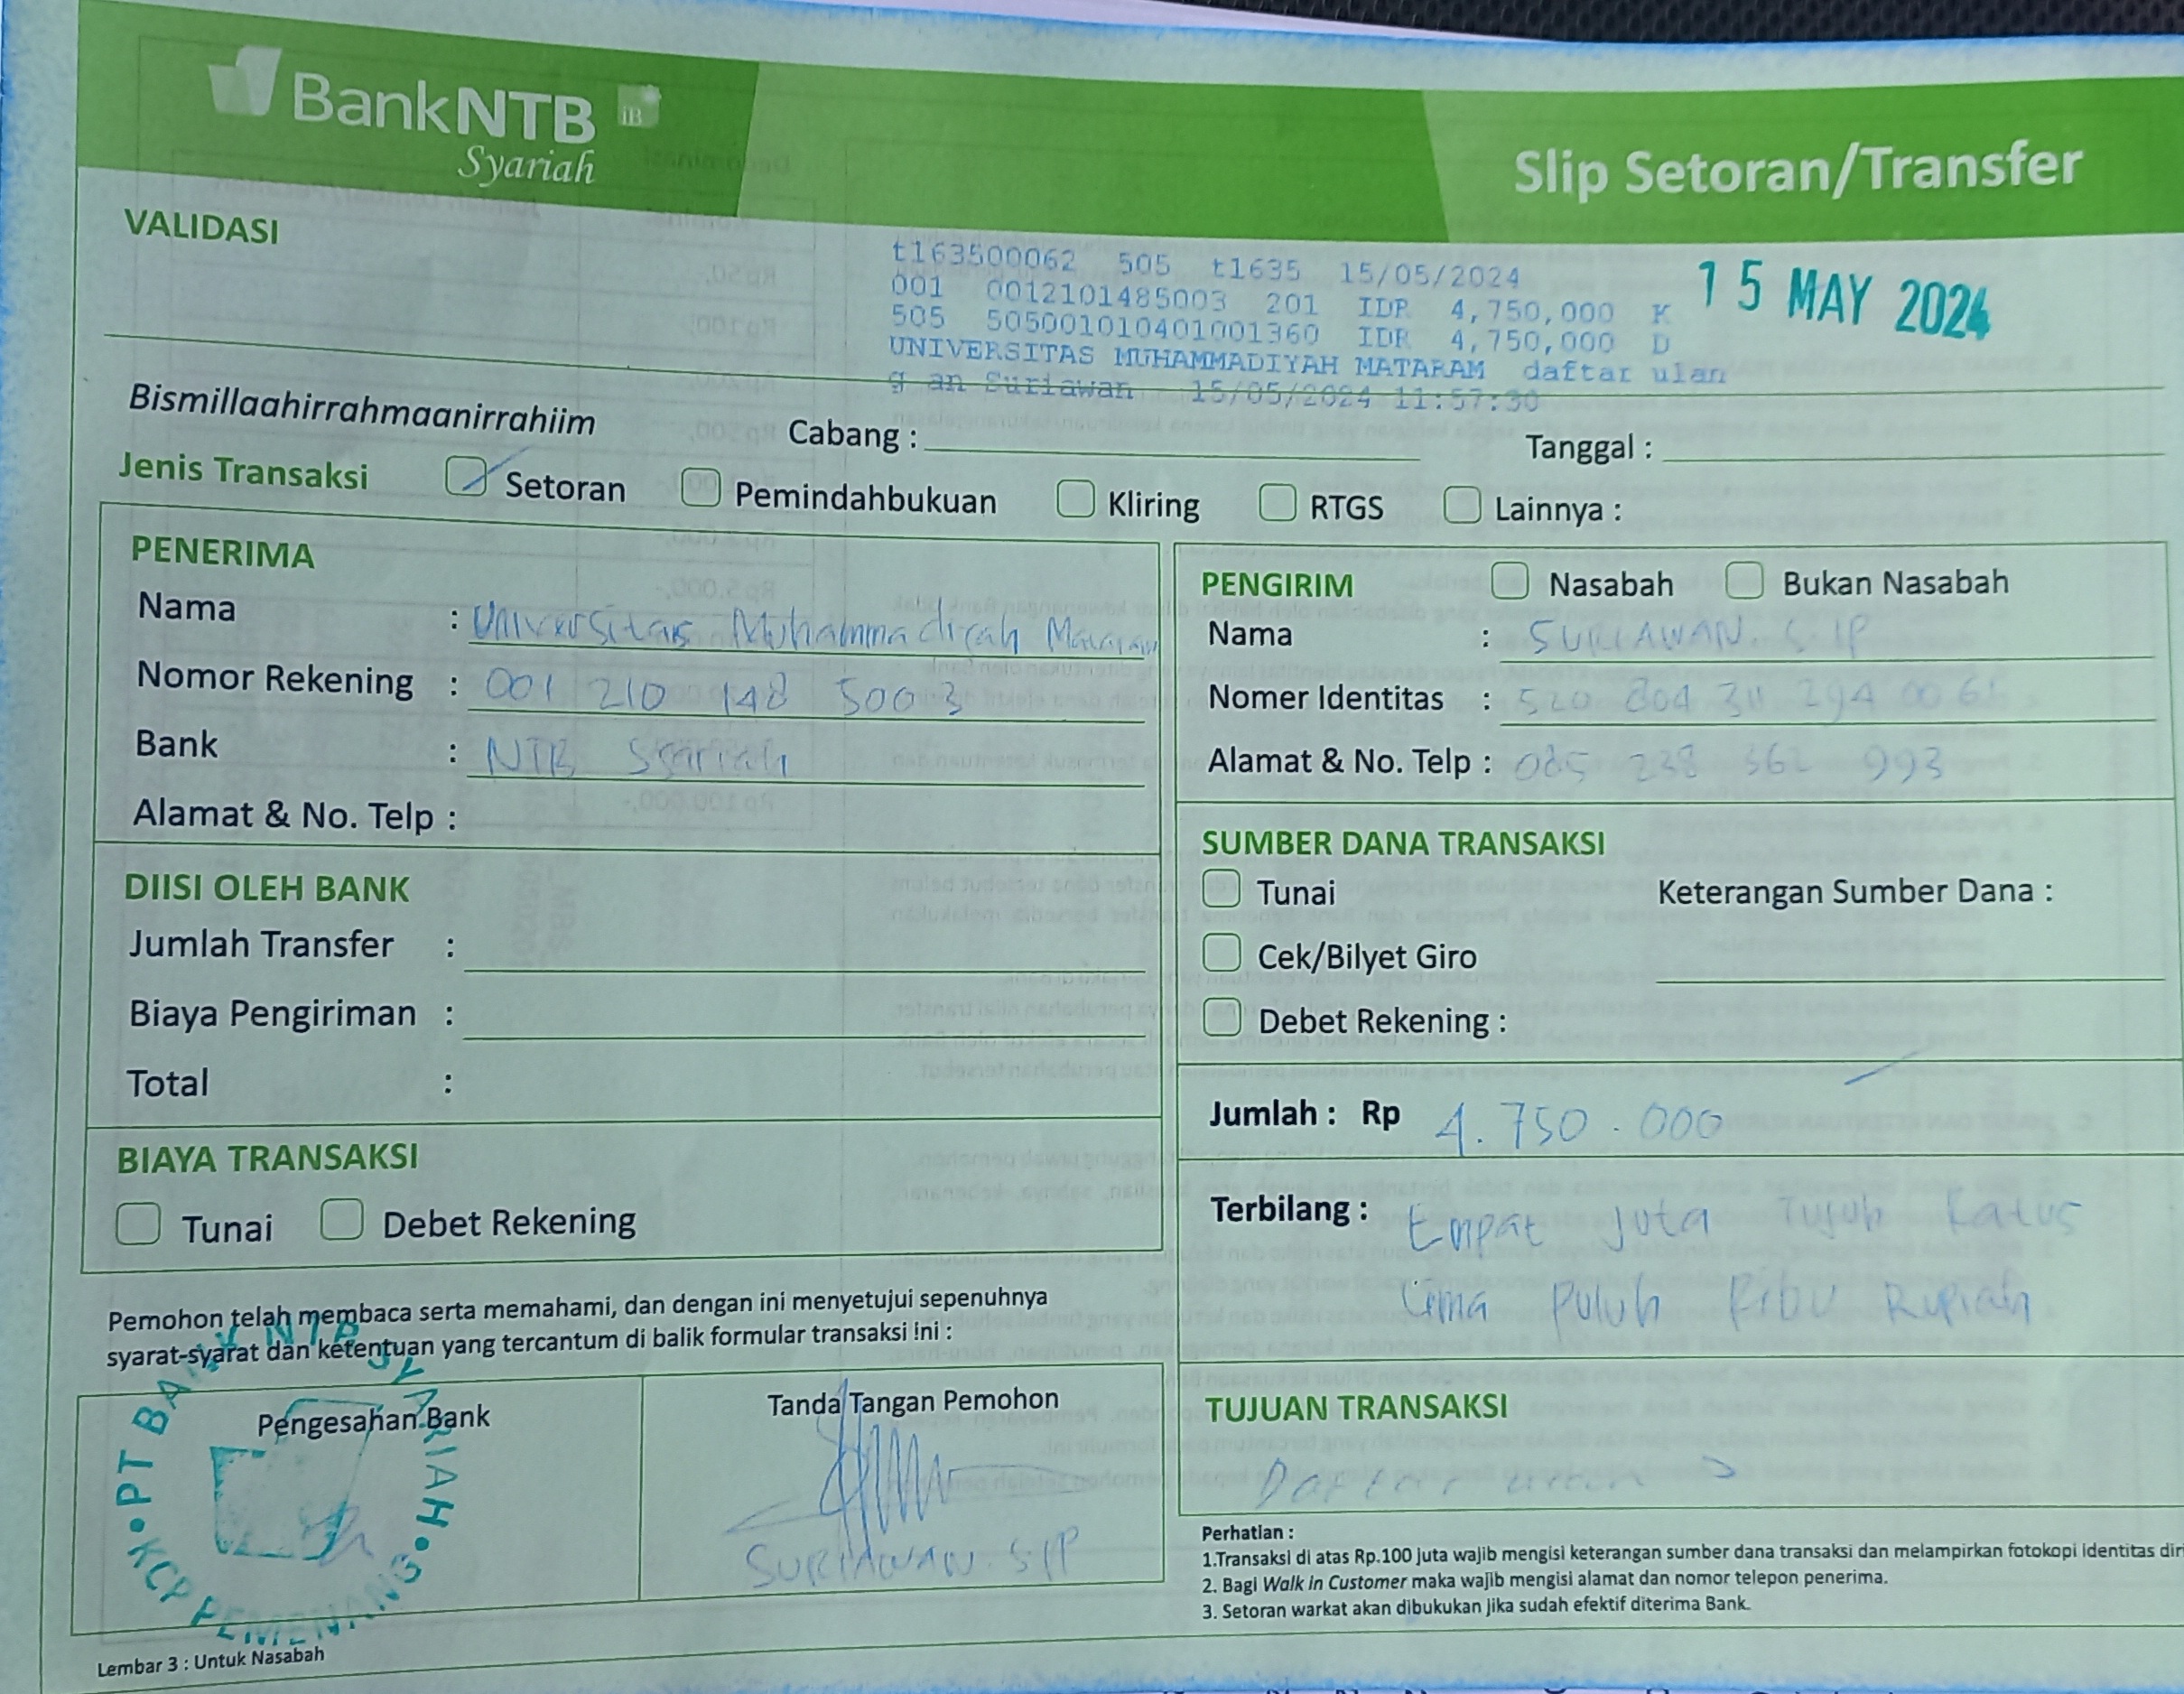 BankNTB iB
Syariah
Slip Setoran/Transfer
VALIDASI
t163500062 505 t1635 15/05/2024
001 0012101485003 201 IDR 4,750,000 K
505 505001010401001360 IDR 4,750,000 D
UNIVERSITAS MUHAMMADIYAH MATARAM daftar ulan
g an Suriawan 15/05/2024 11:57:30
15 MAY 2024
Bismillaahirrahmaanirrahiim
Cabang :
Tanggal :
Jenis Transaksi Setoran Pemindahbukuan Kliring RTGS Lainnya :
PENERIMA
Nama : Universitas Muhammadiyah Mataram
Nomor Rekening : 001 210 148 5003
Bank : NTB Syariah
Alamat & No. Telp :
PENGIRIM Nasabah Bukan Nasabah
Nama : SURIAWAN. S IP
Nomer Identitas : 520 804 311 294 00 61
Alamat & No. Telp : 085 238 362 993
DIISI OLEH BANK
Jumlah Transfer :
Biaya Pengiriman :
Total :
SUMBER DANA TRANSAKSI
Tunai Keterangan Sumber Dana :
Cek/Bilyet Giro
Debet Rekening :
BIAYA TRANSAKSI
Tunai Debet Rekening
Jumlah : Rp 4.750.000
Terbilang : Empat Juta Tujuh Ratus
Lima Puluh Ribu Rupiah
Pemohon telah membaca serta memahami, dan dengan ini menyetujui sepenuhnya
syarat-syarat dan ketentuan yang tercantum di balik formular transaksi ini :
Pengesahan Bank
PT BANK NTB SYARIAH
KCP PEMENANG
Tanda Tangan Pemohon
SURIAWAN. S IP
TUJUAN TRANSAKSI
Daftar ulang
Perhatian :
1.Transaksi di atas Rp.100 juta wajib mengisi keterangan sumber dana transaksi dan melampirkan fotokopi identitas diri
2. Bagi Walk in Customer maka wajib mengisi alamat dan nomor telepon penerima.
3. Setoran warkat akan dibukukan jika sudah efektif diterima Bank.
Lembar 3 : Untuk Nasabah